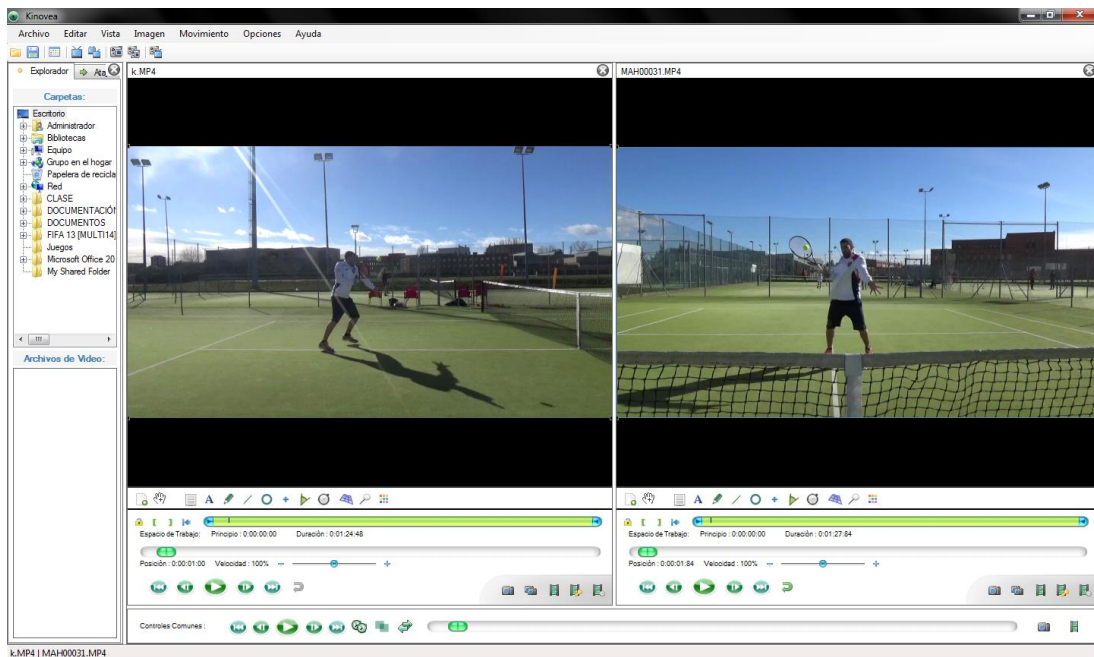 Kinovea
Archivo Editar Vista Imagen Movimiento Opciones Ayuda
Explorador
k.MP4
MAH00031.MP4
Carpetas:
Escritorio
Administrador
Bibliotecas
Equipo
Grupo en el hogar
Papelera de recicla
Red
CLASE
DOCUMENTACIÓN
DOCUMENTOS
FIFA 13 [MULTI14]
Juegos
Microsoft Office 20
My Shared Folder
Archivos de Video:
Espacio de Trabajo: Principio : 0:00:00:00 Duración : 0:01:24:48
Posición : 0:00:01:00 Velocidad : 100%
Espacio de Trabajo: Principio : 0:00:00:00 Duración : 0:01:27:84
Posición : 0:00:01:84 Velocidad : 100%
Controles Comunes :
k.MP4 | MAH00031.MP4